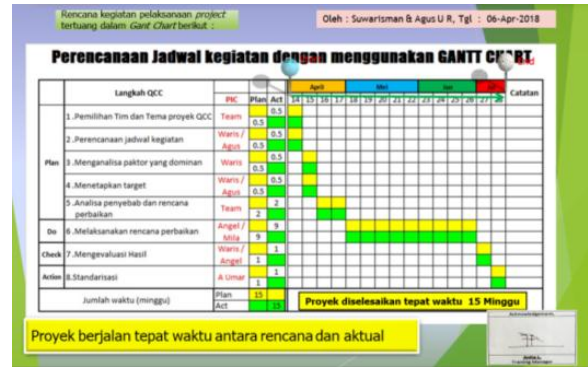 Rencana kegiatan pelaksanaan project
tertuang dalam Gant Chart berikut :
Oleh : Suwarisman & Agus U R, Tgl : 06-Apr-2018
Perencanaan Jadwal kegiatan dengan menggunakan GANTT CHART
Langkah QCC PIC Plan Act April Mei Jun Catatan
14 15 16 17 18 19 20 21 22 23 24 25 26 27
Plan
1 .Pemilihan Tim dan Tema proyek QCC Team 0.5
0.5
2 .Perencanaan jadwal kegiatan Waris / Agus 0.5
0.5
3 .Menganalisa paktor yang dominan Waris 0.5
0.5
4 .Menetapkan target Waris / Agus 0.5
0.5
5 .Analisa penyebab dan rencana perbaikan Team 2
2
Do 6 .Melaksanakan rencana perbaikan Angel / Mila 9
9
Check 7 .Mengevaluasi Hasil Waris / Angel 1
1
Action 8.Standarisasi A Umar 1
1
Jumlah waktu (minggu) Plan 15
Act 15
Proyek diselesaikan tepat waktu 15 Minggu
Proyek berjalan tepat waktu antara rencana dan aktual
Training Manager